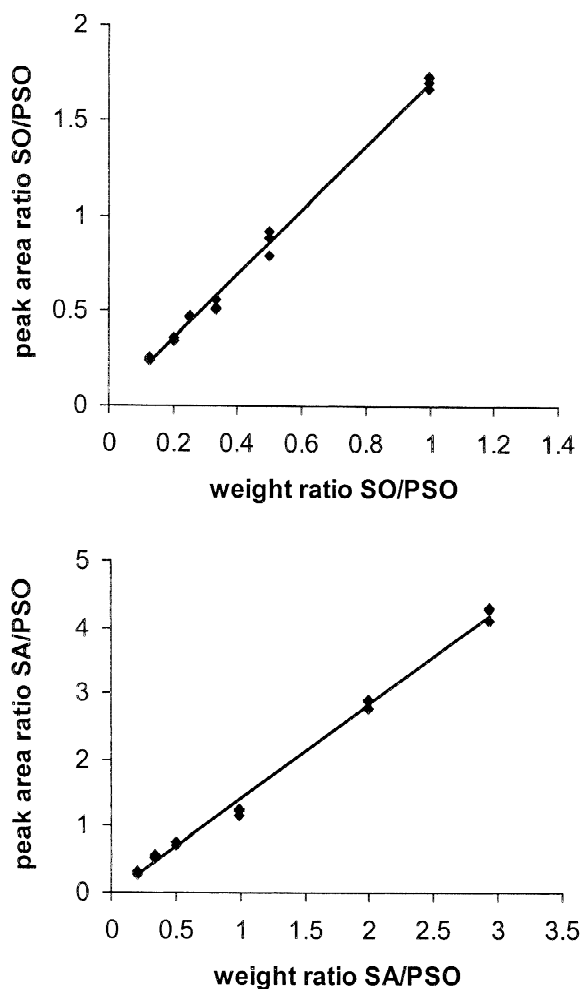 2
1.5
1
0.5
0
peak area ratio SO/PSO
0 0.2 0.4 0.6 0.8 1 1.2 1.4
weight ratio SO/PSO
5
4
3
2
1
0
peak area ratio SA/PSO
0 0.5 1 1.5 2 2.5 3 3.5
weight ratio SA/PSO